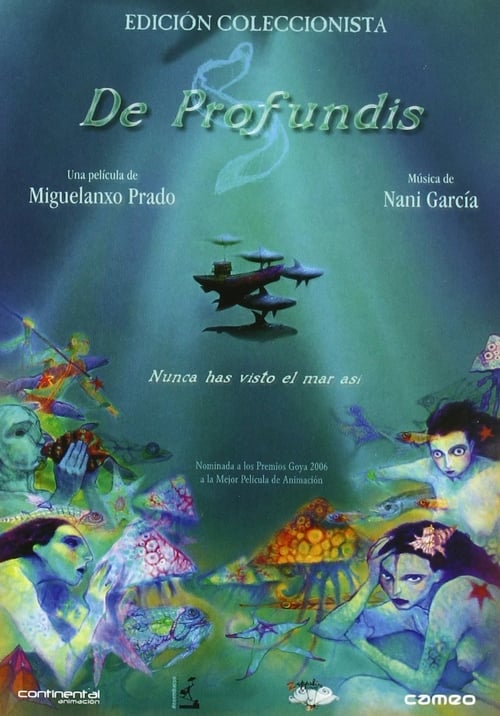 EDICIÓN COLECCIONISTA
De Profundis
Una película de
Miguelanxo Prado
Música de
Nani García
Nunca has visto el mar así
Nominada a los Premios Goya 2006
a la Mejor Película de Animación
continental
animación
cameo